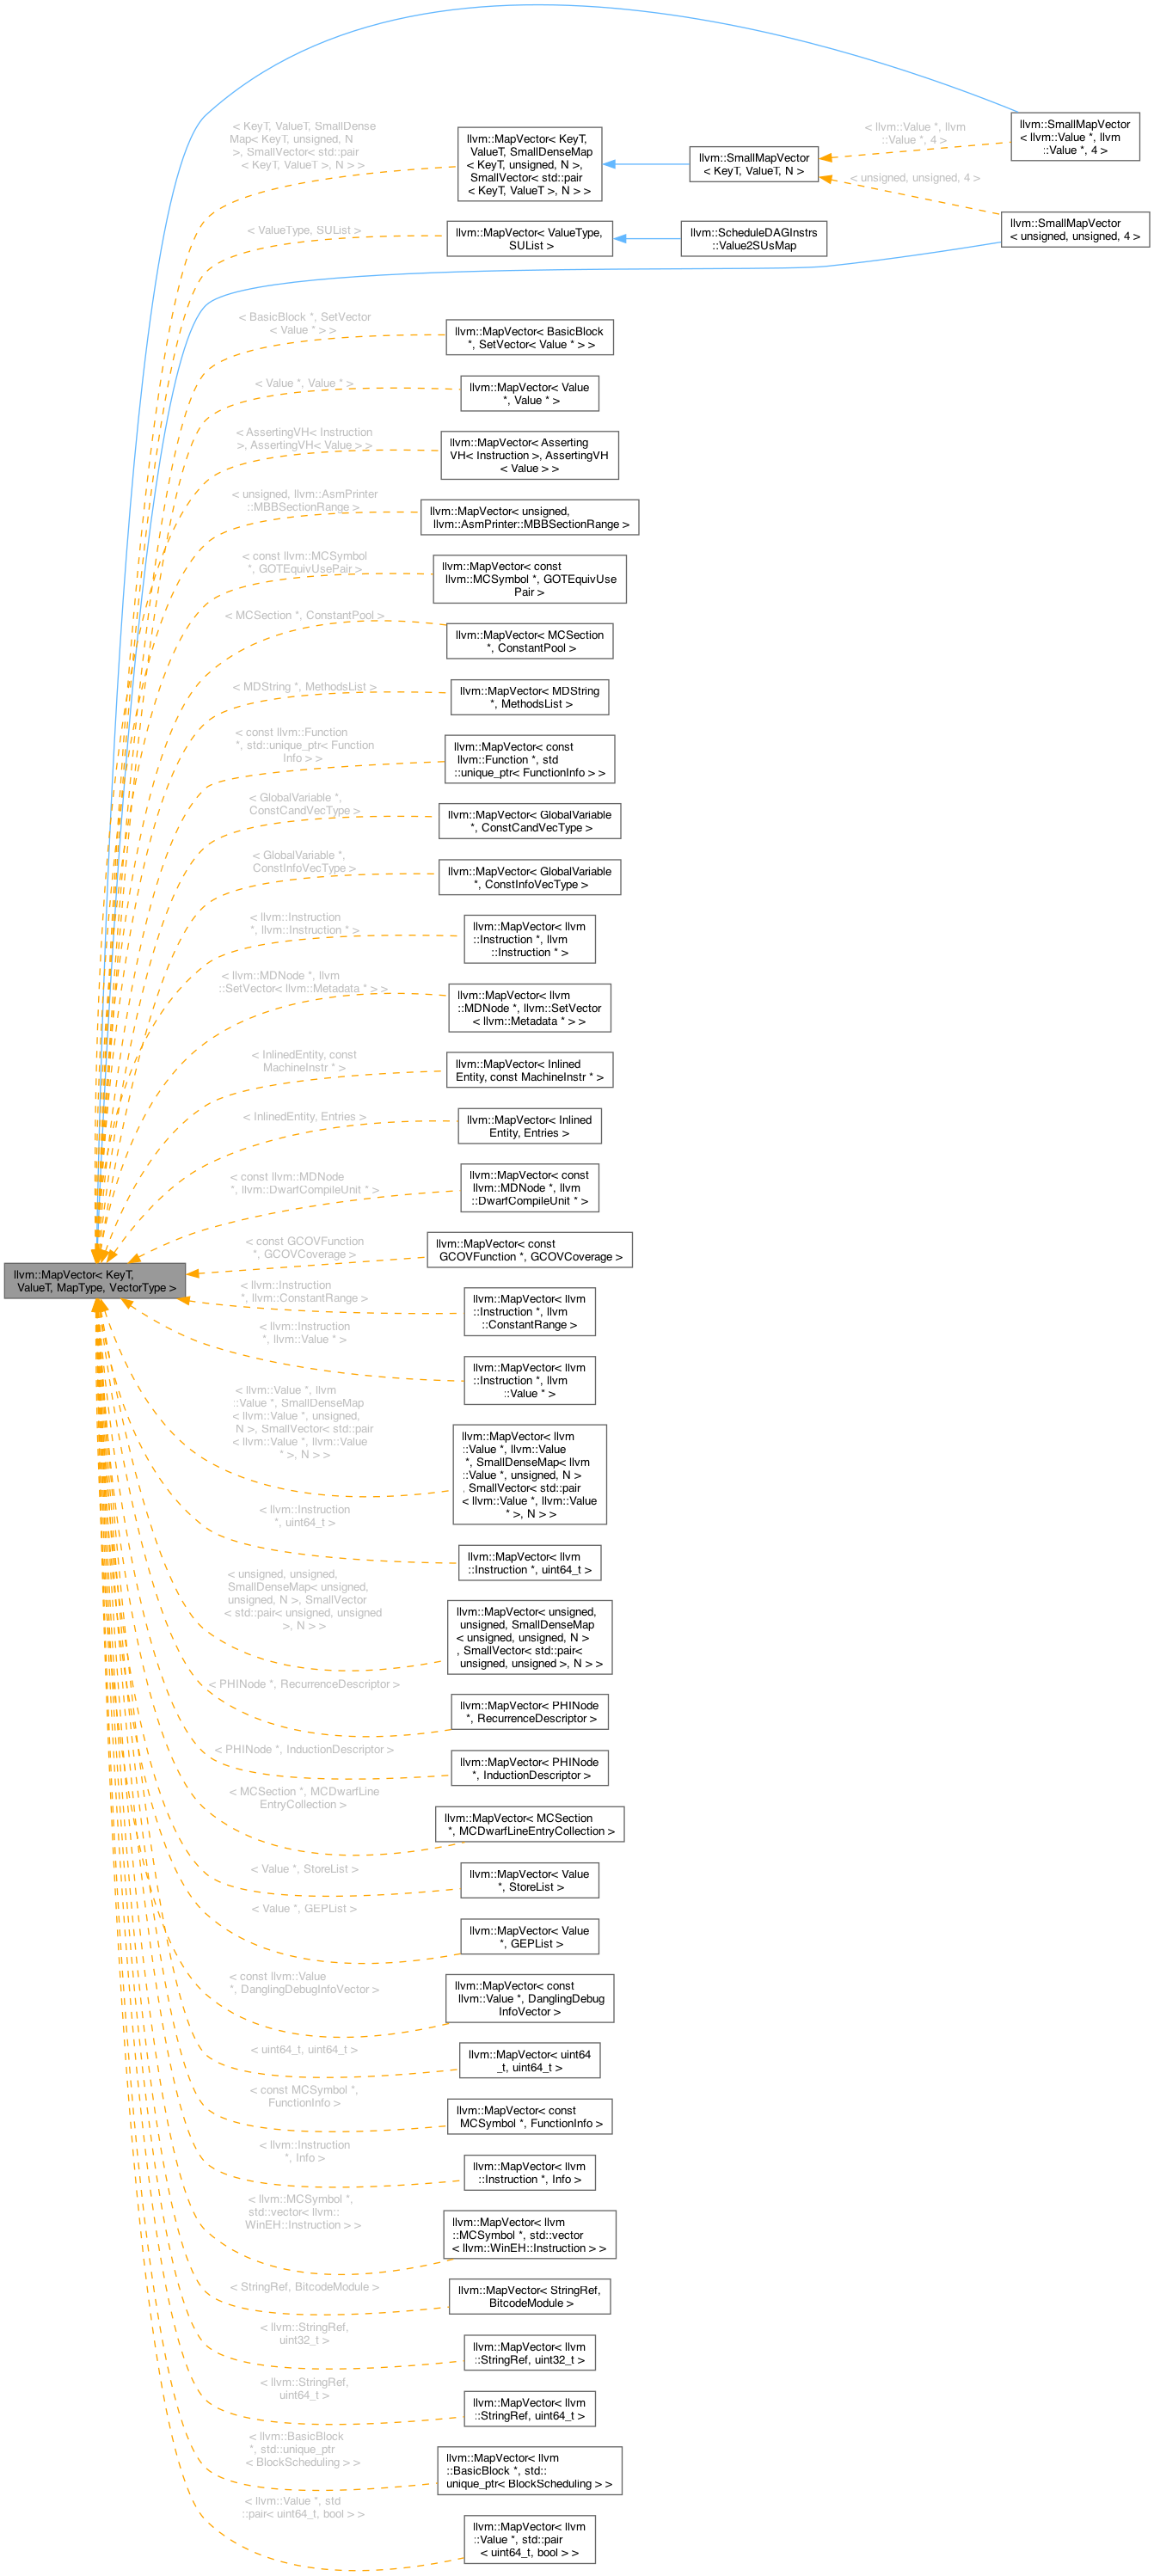 < KeyT, ValueT, SmallDense
Map< KeyT, unsigned, N
>, SmallVector< std::pair
< KeyT, ValueT >, N > >
llvm::MapVector< KeyT,
ValueT, SmallDenseMap
< KeyT, unsigned, N >,
SmallVector< std::pair
< KeyT, ValueT >, N > >
llvm::SmallMapVector
< KeyT, ValueT, N >
< llvm::Value *, llvm
::Value *, 4 >
llvm::SmallMapVector
< llvm::Value *, llvm
::Value *, 4 >
< unsigned, unsigned, 4 >
llvm::SmallMapVector
< unsigned, unsigned, 4 >
< ValueType, SUList >
llvm::MapVector< ValueType,
SUList >
llvm::ScheduleDAGInstrs
::Value2SUsMap
< BasicBlock *, SetVector
< Value * > >
llvm::MapVector< BasicBlock
*, SetVector< Value * > >
< Value *, Value * >
llvm::MapVector< Value
*, Value * >
< AssertingVH< Instruction
>, AssertingVH< Value > >
llvm::MapVector< Asserting
VH< Instruction >, AssertingVH
< Value > >
< unsigned, llvm::AsmPrinter
::MBBSectionRange >
llvm::MapVector< unsigned,
llvm::AsmPrinter::MBBSectionRange >
< const llvm::MCSymbol
*, GOTEquivUsePair >
llvm::MapVector< const
llvm::MCSymbol *, GOTEquivUse
Pair >
< MCSection *, ConstantPool >
llvm::MapVector< MCSection
*, ConstantPool >
< MDString *, MethodsList >
llvm::MapVector< MDString
*, MethodsList >
< const llvm::Function
*, std::unique_ptr< Function
Info > >
llvm::MapVector< const
llvm::Function *, std
::unique_ptr< FunctionInfo > >
< GlobalVariable *,
ConstCandVecType >
llvm::MapVector< GlobalVariable
*, ConstCandVecType >
< GlobalVariable *,
ConstInfoVecType >
llvm::MapVector< GlobalVariable
*, ConstInfoVecType >
< llvm::Instruction
*, llvm::Instruction * >
llvm::MapVector< llvm
::Instruction *, llvm
::Instruction * >
< llvm::MDNode *, llvm
::SetVector< llvm::Metadata * > >
llvm::MapVector< llvm
::MDNode *, llvm::SetVector
< llvm::Metadata * > >
< InlinedEntity, const
MachineInstr * >
llvm::MapVector< Inlined
Entity, const MachineInstr * >
< InlinedEntity, Entries >
llvm::MapVector< Inlined
Entity, Entries >
< const llvm::MDNode
*, llvm::DwarfCompileUnit * >
llvm::MapVector< const
llvm::MDNode *, llvm
::DwarfCompileUnit * >
< const GCOVFunction
*, GCOVCoverage >
llvm::MapVector< const
GCOVFunction *, GCOVCoverage >
llvm::MapVector< KeyT,
ValueT, MapType, VectorType >
< llvm::Instruction
*, llvm::ConstantRange >
llvm::MapVector< llvm
::Instruction *, llvm
::ConstantRange >
< llvm::Instruction
*, llvm::Value * >
llvm::MapVector< llvm
::Instruction *, llvm
::Value * >
< llvm::Value *, llvm
::Value *, SmallDenseMap
< llvm::Value *, unsigned,
N >, SmallVector< std::pair
< llvm::Value *, llvm::Value
* >, N > >
llvm::MapVector< llvm
::Value *, llvm::Value
*, SmallDenseMap< llvm
::Value *, unsigned, N >
, SmallVector< std::pair
< llvm::Value *, llvm::Value
* >, N > >
< llvm::Instruction
*, uint64_t >
llvm::MapVector< llvm
::Instruction *, uint64_t >
< unsigned, unsigned,
SmallDenseMap< unsigned,
unsigned, N >, SmallVector
< std::pair< unsigned, unsigned
>, N > >
llvm::MapVector< unsigned,
unsigned, SmallDenseMap
< unsigned, unsigned, N >
, SmallVector< std::pair<
unsigned, unsigned >, N > >
< PHINode *, RecurrenceDescriptor >
llvm::MapVector< PHINode
*, RecurrenceDescriptor >
< PHINode *, InductionDescriptor >
llvm::MapVector< PHINode
*, InductionDescriptor >
< MCSection *, MCDwarfLine
EntryCollection >
llvm::MapVector< MCSection
*, MCDwarfLineEntryCollection >
< Value *, StoreList >
llvm::MapVector< Value
*, StoreList >
< Value *, GEPList >
llvm::MapVector< Value
*, GEPList >
< const llvm::Value
*, DanglingDebugInfoVector >
llvm::MapVector< const
llvm::Value *, DanglingDebug
InfoVector >
< uint64_t, uint64_t >
llvm::MapVector< uint64
_t, uint64_t >
< const MCSymbol *,
FunctionInfo >
llvm::MapVector< const
MCSymbol *, FunctionInfo >
< llvm::Instruction
*, Info >
llvm::MapVector< llvm
::Instruction *, Info >
< llvm::MCSymbol *,
std::vector< llvm::
WinEH::Instruction > >
llvm::MapVector< llvm
::MCSymbol *, std::vector
< llvm::WinEH::Instruction > >
< StringRef, BitcodeModule >
llvm::MapVector< StringRef,
BitcodeModule >
< llvm::StringRef,
uint32_t >
llvm::MapVector< llvm
::StringRef, uint32_t >
< llvm::StringRef,
uint64_t >
llvm::MapVector< llvm
::StringRef, uint64_t >
< llvm::BasicBlock
*, std::unique_ptr
< BlockScheduling > >
llvm::MapVector< llvm
::BasicBlock *, std::
unique_ptr< BlockScheduling > >
< llvm::Value *, std
::pair< uint64_t, bool > >
llvm::MapVector< llvm
::Value *, std::pair
< uint64_t, bool > >